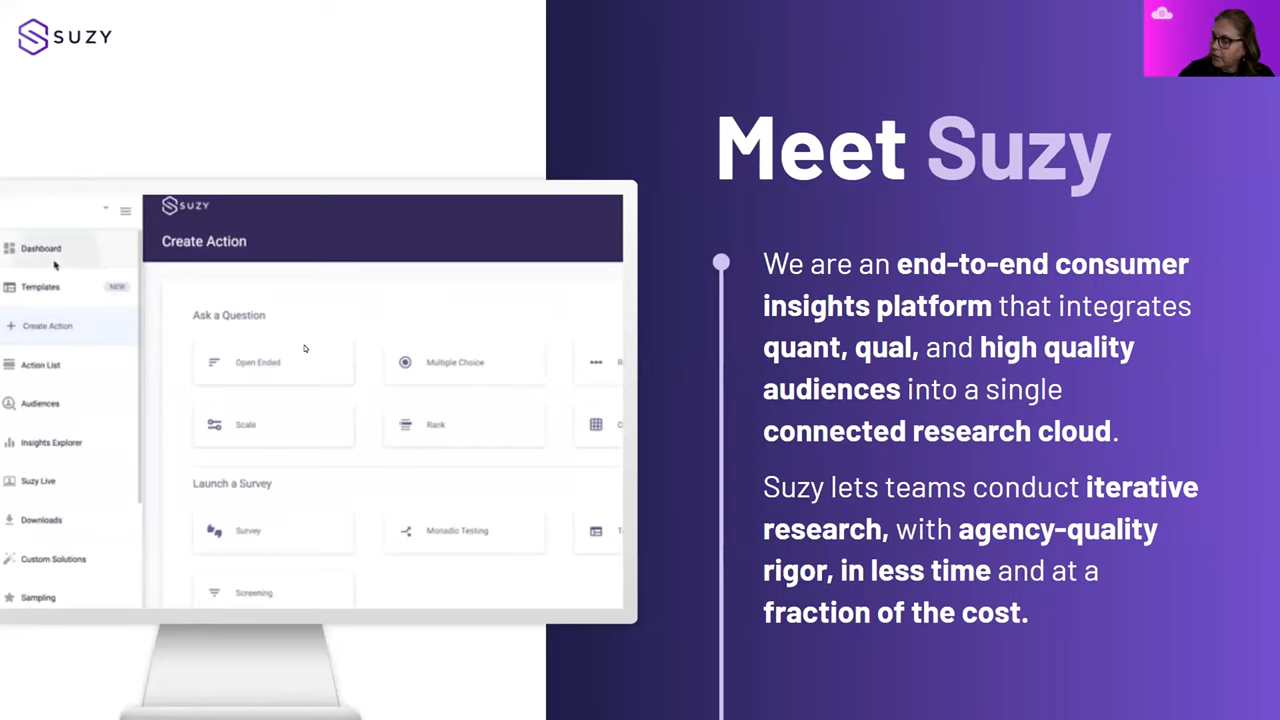 SUZY
Meet Suzy
We are an end-to-end consumer
insights platform that integrates
quant, qual, and high quality
audiences into a single
connected research cloud.
Suzy lets teams conduct iterative
research, with agency-quality
rigor, in less time and at a
fraction of the cost.
SUZY
Create Action
Dashboard
Templates NEW
Create Action
Action List
Audiences
Insights Explorer
Suzy Live
Downloads
Custom Solutions
Sampling
Ask a Question
Open Ended Multiple Choice
Scale Rank
Launch a Survey
Survey Monadic Testing
Screening